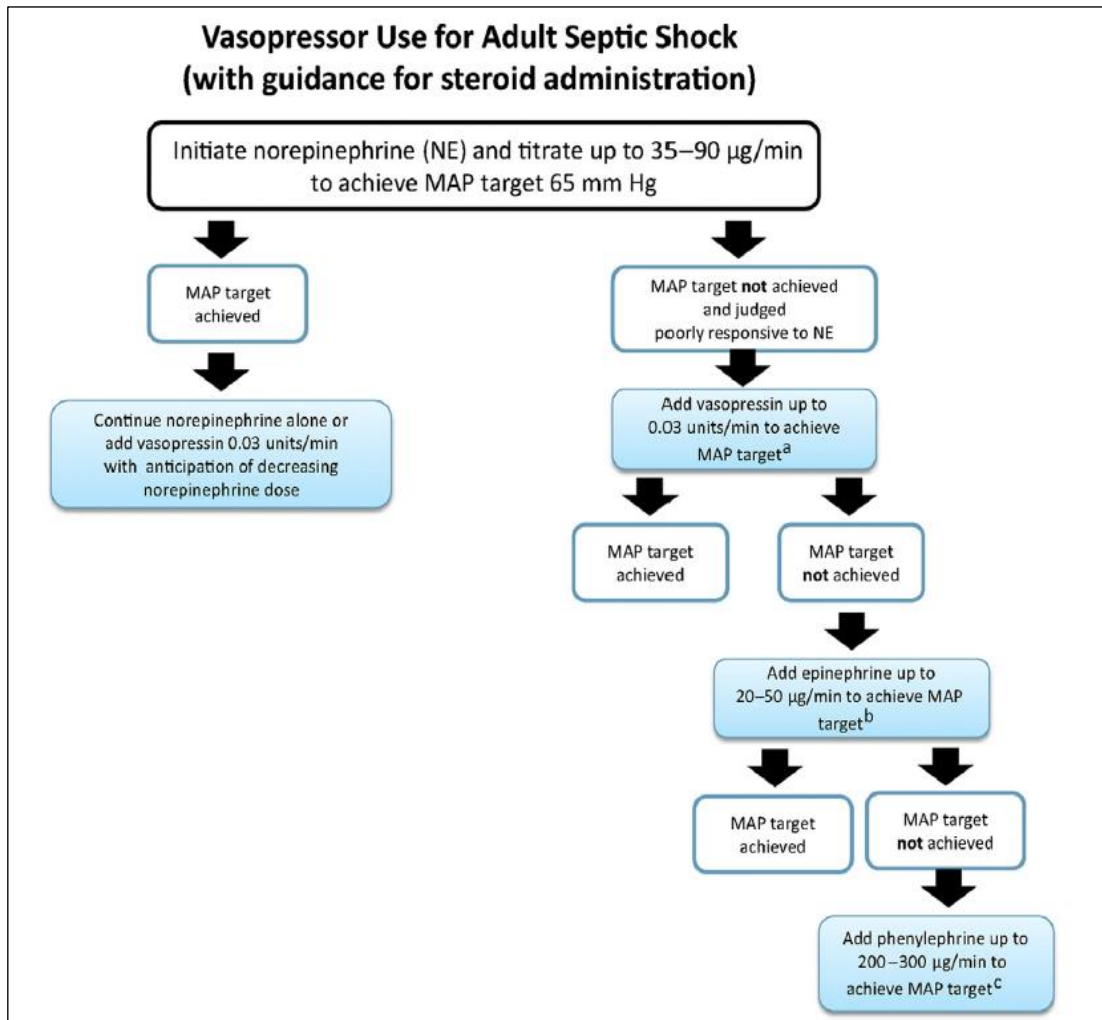 Vasopressor Use for Adult Septic Shock
(with guidance for steroid administration)
Initiate norepinephrine (NE) and titrate up to 35–90 µg/min
to achieve MAP target 65 mm Hg
MAP target
achieved
Continue norepinephrine alone or
add vasopressin 0.03 units/min
with anticipation of decreasing
norepinephrine dose
MAP target not achieved
and judged
poorly responsive to NE
Add vasopressin up to
0.03 units/min to achieve
MAP targetᵃ
MAP target
achieved
MAP target
not achieved
Add epinephrine up to
20–50 µg/min to achieve MAP
targetᵇ
MAP target
achieved
MAP target
not achieved
Add phenylephrine up to
200–300 µg/min to
achieve MAP targetᶜ